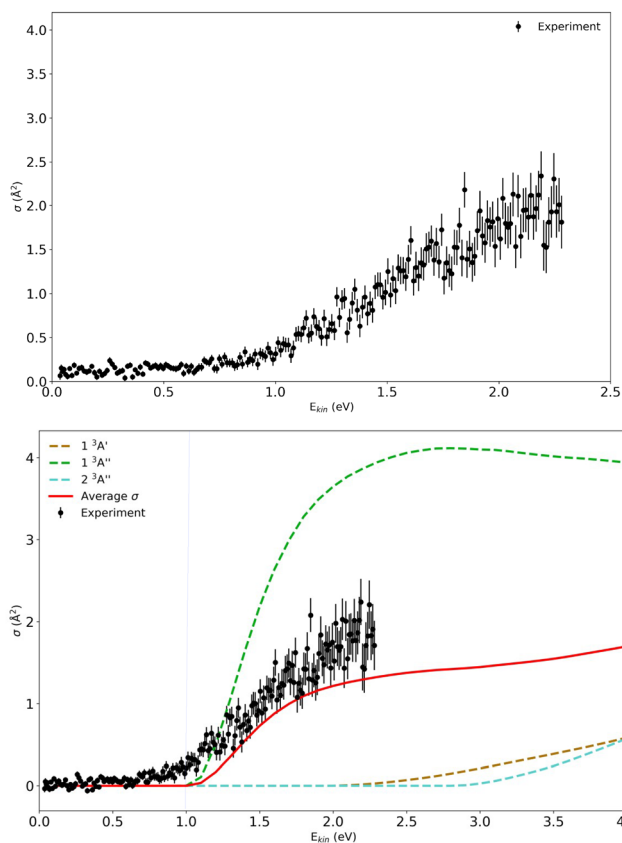 4.0
3.5
3.0
2.5
2.0
1.5
1.0
0.5
0.0
σ (Å²)
Experiment
0.0 0.5 1.0 1.5 2.0 2.5
E_kin (eV)
4
3
2
1
0
σ (Å²)
1 ³A'
1 ³A''
2 ³A''
Average σ
Experiment
0.0 0.5 1.0 1.5 2.0 2.5 3.0 3.5 4
E_kin (eV)